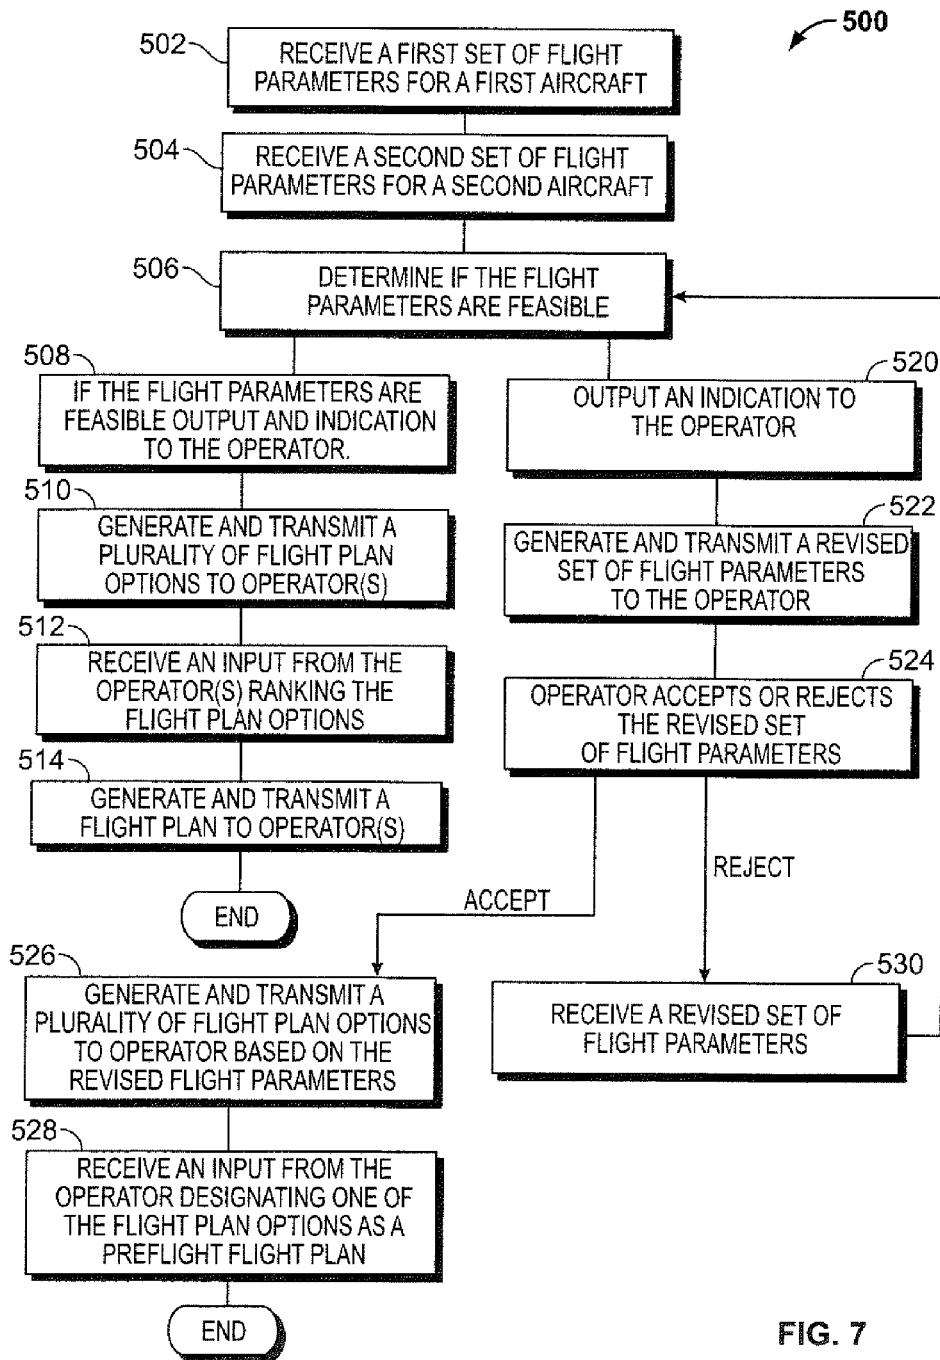 500
502
RECEIVE A FIRST SET OF FLIGHT
PARAMETERS FOR A FIRST AIRCRAFT
504
RECEIVE A SECOND SET OF FLIGHT
PARAMETERS FOR A SECOND AIRCRAFT
506
DETERMINE IF THE FLIGHT
PARAMETERS ARE FEASIBLE
508
IF THE FLIGHT PARAMETERS ARE
FEASIBLE OUTPUT AND INDICATION
TO THE OPERATOR.
510
GENERATE AND TRANSMIT A
PLURALITY OF FLIGHT PLAN
OPTIONS TO OPERATOR(S)
512
RECEIVE AN INPUT FROM THE
OPERATOR(S) RANKING THE
FLIGHT PLAN OPTIONS
514
GENERATE AND TRANSMIT A
FLIGHT PLAN TO OPERATOR(S)
END
520
OUTPUT AN INDICATION TO
THE OPERATOR
522
GENERATE AND TRANSMIT A REVISED
SET OF FLIGHT PARAMETERS
TO THE OPERATOR
524
OPERATOR ACCEPTS OR REJECTS
THE REVISED SET
OF FLIGHT PARAMETERS
ACCEPT
REJECT
526
GENERATE AND TRANSMIT A
PLURALITY OF FLIGHT PLAN OPTIONS
TO OPERATOR BASED ON THE
REVISED FLIGHT PARAMETERS
528
RECEIVE AN INPUT FROM THE
OPERATOR DESIGNATING ONE OF
THE FLIGHT PLAN OPTIONS AS A
PREFLIGHT FLIGHT PLAN
END
530
RECEIVE A REVISED SET OF
FLIGHT PARAMETERS
FIG. 7